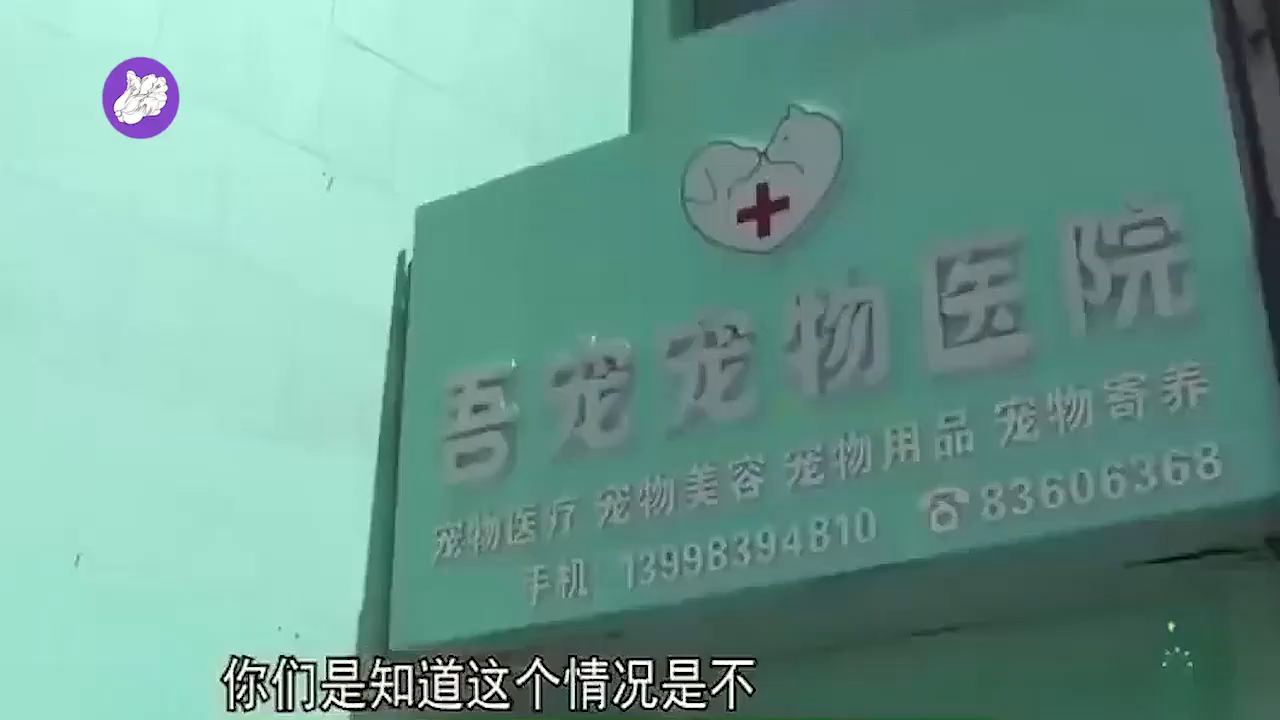 吾宠宠物医院
宠物医疗 宠物美容 宠物用品 宠物寄养
手机 13998394810 ☎83606368
你们是知道这个情况是不